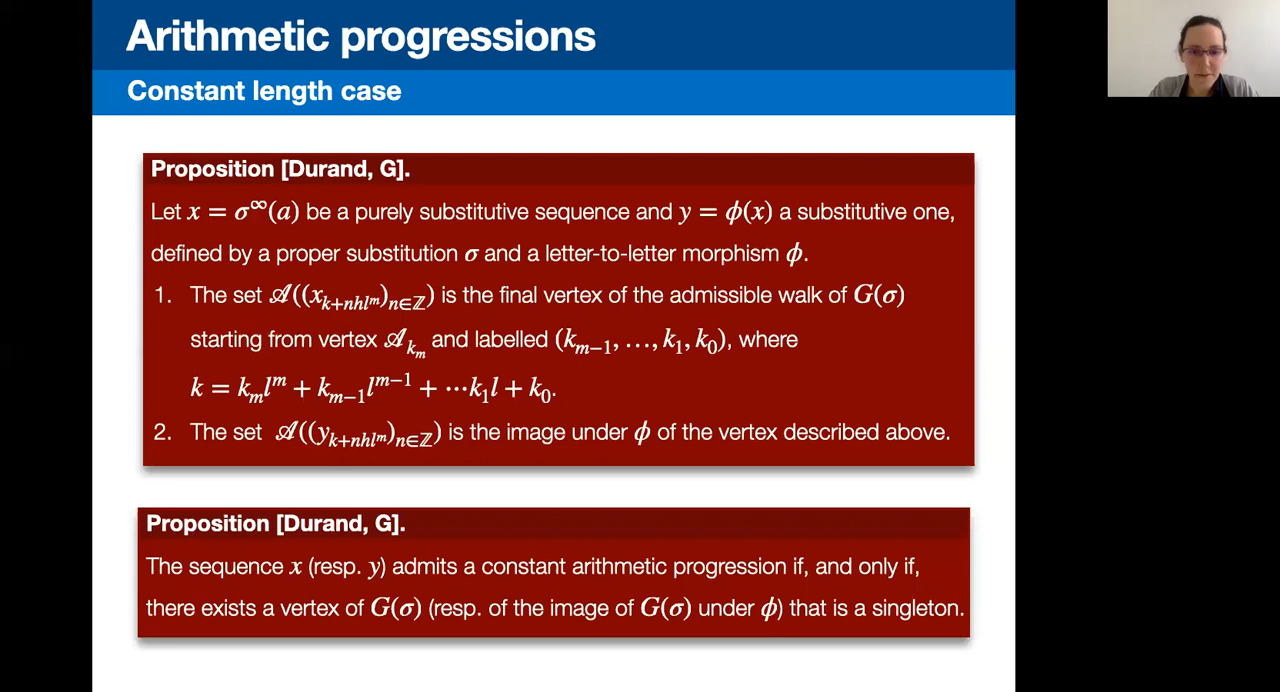 Arithmetic progressions
Constant length case
Proposition [Durand, G].
Let x = σ^∞(a) be a purely substitutive sequence and y = ϕ(x) a substitutive one,
defined by a proper substitution σ and a letter-to-letter morphism ϕ.
1. The set 𝒜((x_{k+nhl^m})_{n∈ℤ}) is the final vertex of the admissible walk of G(σ)
starting from vertex 𝒜_{k_m} and labelled (k_{m−1}, …, k_1, k_0), where
k = k_m l^m + k_{m−1} l^{m−1} + ⋯k_1 l + k_0.
2. The set 𝒜((y_{k+nhl^m})_{n∈ℤ}) is the image under ϕ of the vertex described above.
Proposition [Durand, G].
The sequence x (resp. y) admits a constant arithmetic progression if, and only if,
there exists a vertex of G(σ) (resp. of the image of G(σ) under ϕ) that is a singleton.